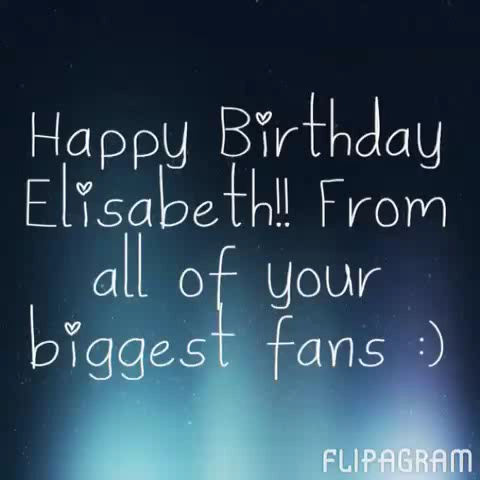 Happy Birthday
Elisabeth!! From
all of your
biggest fans :)
FLIPAGRAM